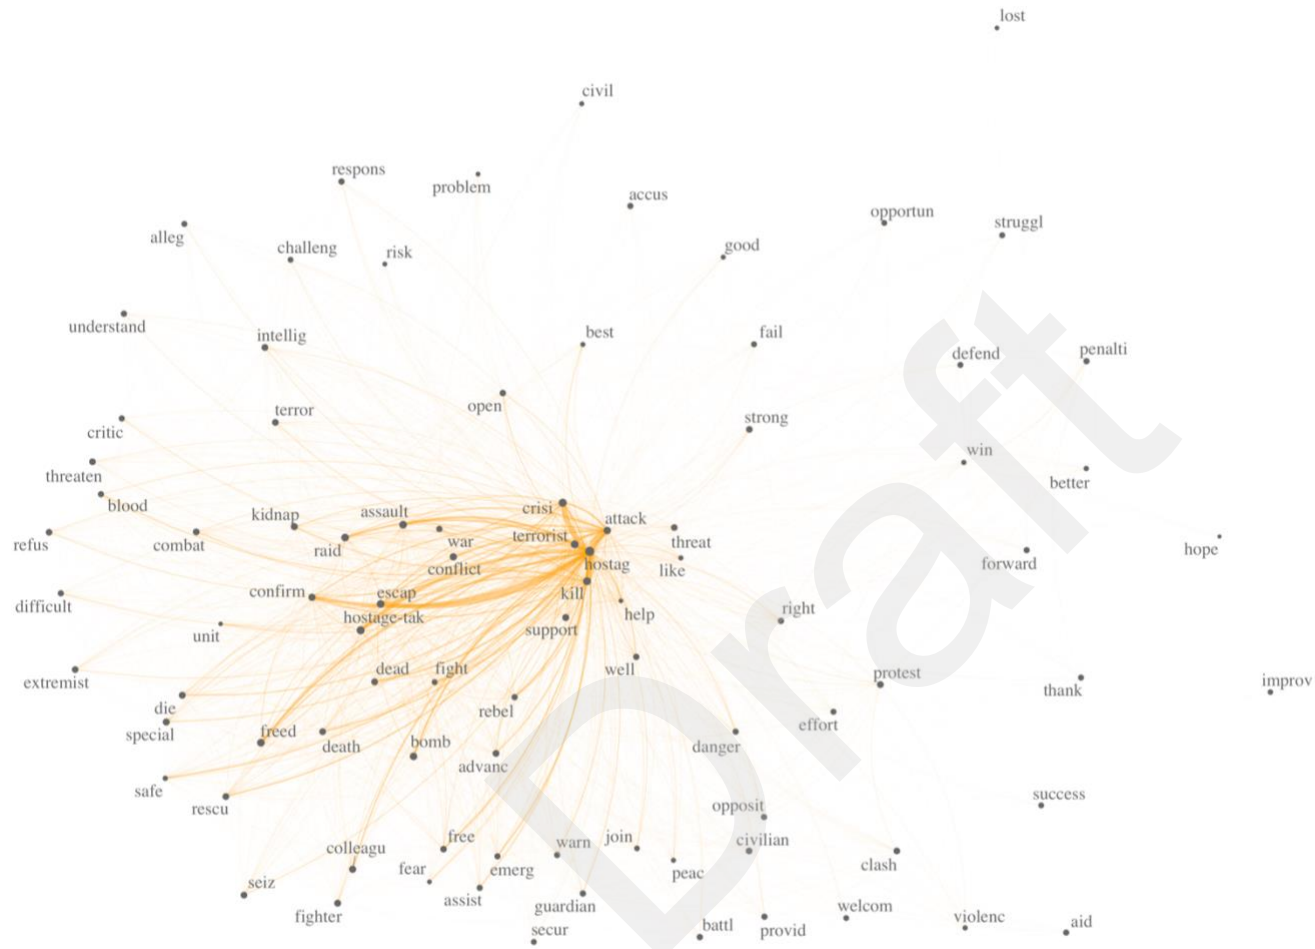 lost
civil
respons
problem
accus
opportun
struggl
alleg
challeng
risk
good
understand
intellig
best
fail
defend
penalti
terror
open
strong
critic
win
threaten
better
blood
kidnap
assault
crisi
attack
refus
combat
raid
war
terrorist
threat
hope
conflict
hostag
like
forward
confirm
escap
kill
difficult
hostage-tak
help
right
unit
support
extremist
dead
fight
well
protest
thank
improv
die
rebel
special
freed
death
bomb
effort
danger
advanc
safe
rescu
opposit
success
colleagu
free
warn
join
civilian
clash
fear
emerg
peac
seiz
assist
guardian
fighter
secur
battl
provid
welcom
violenc
aid
Draft